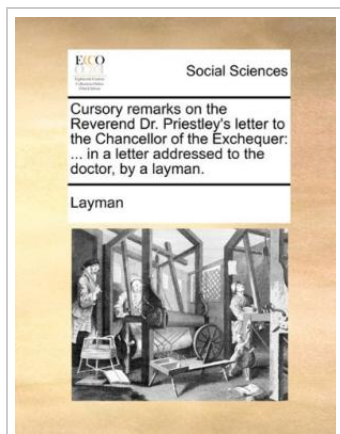 ECCO
Social Sciences
Cursory remarks on the
Reverend Dr. Priestley's letter to
the Chancellor of the Exchequer:
... in a letter addressed to the
doctor, by a layman.
Layman